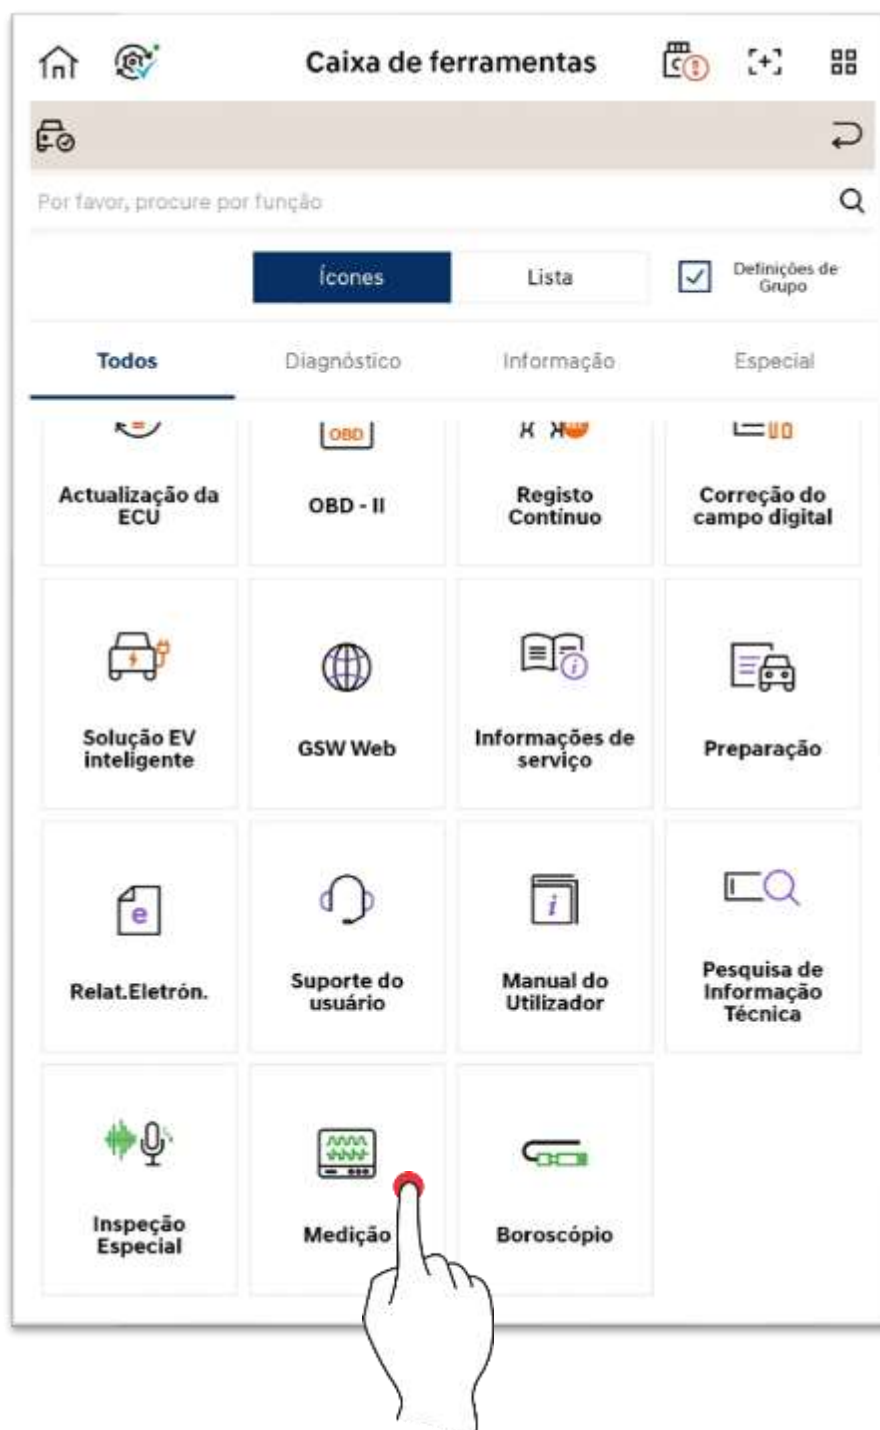 Caixa de ferramentas
Por favor, procure por função
Ícones
Lista
Definições de
Grupo
Todos
Diagnóstico
Informação
Especial
Actualização da
ECU
OBD
OBD - II
Registo
Contínuo
Correção do
campo digital
Solução EV
inteligente
GSW Web
Informações de
serviço
Preparação
e
Relat.Eletrón.
Suporte do
usuário
i
Manual do
Utilizador
Pesquisa de
Informação
Técnica
Inspeção
Especial
Medição
Boroscópio